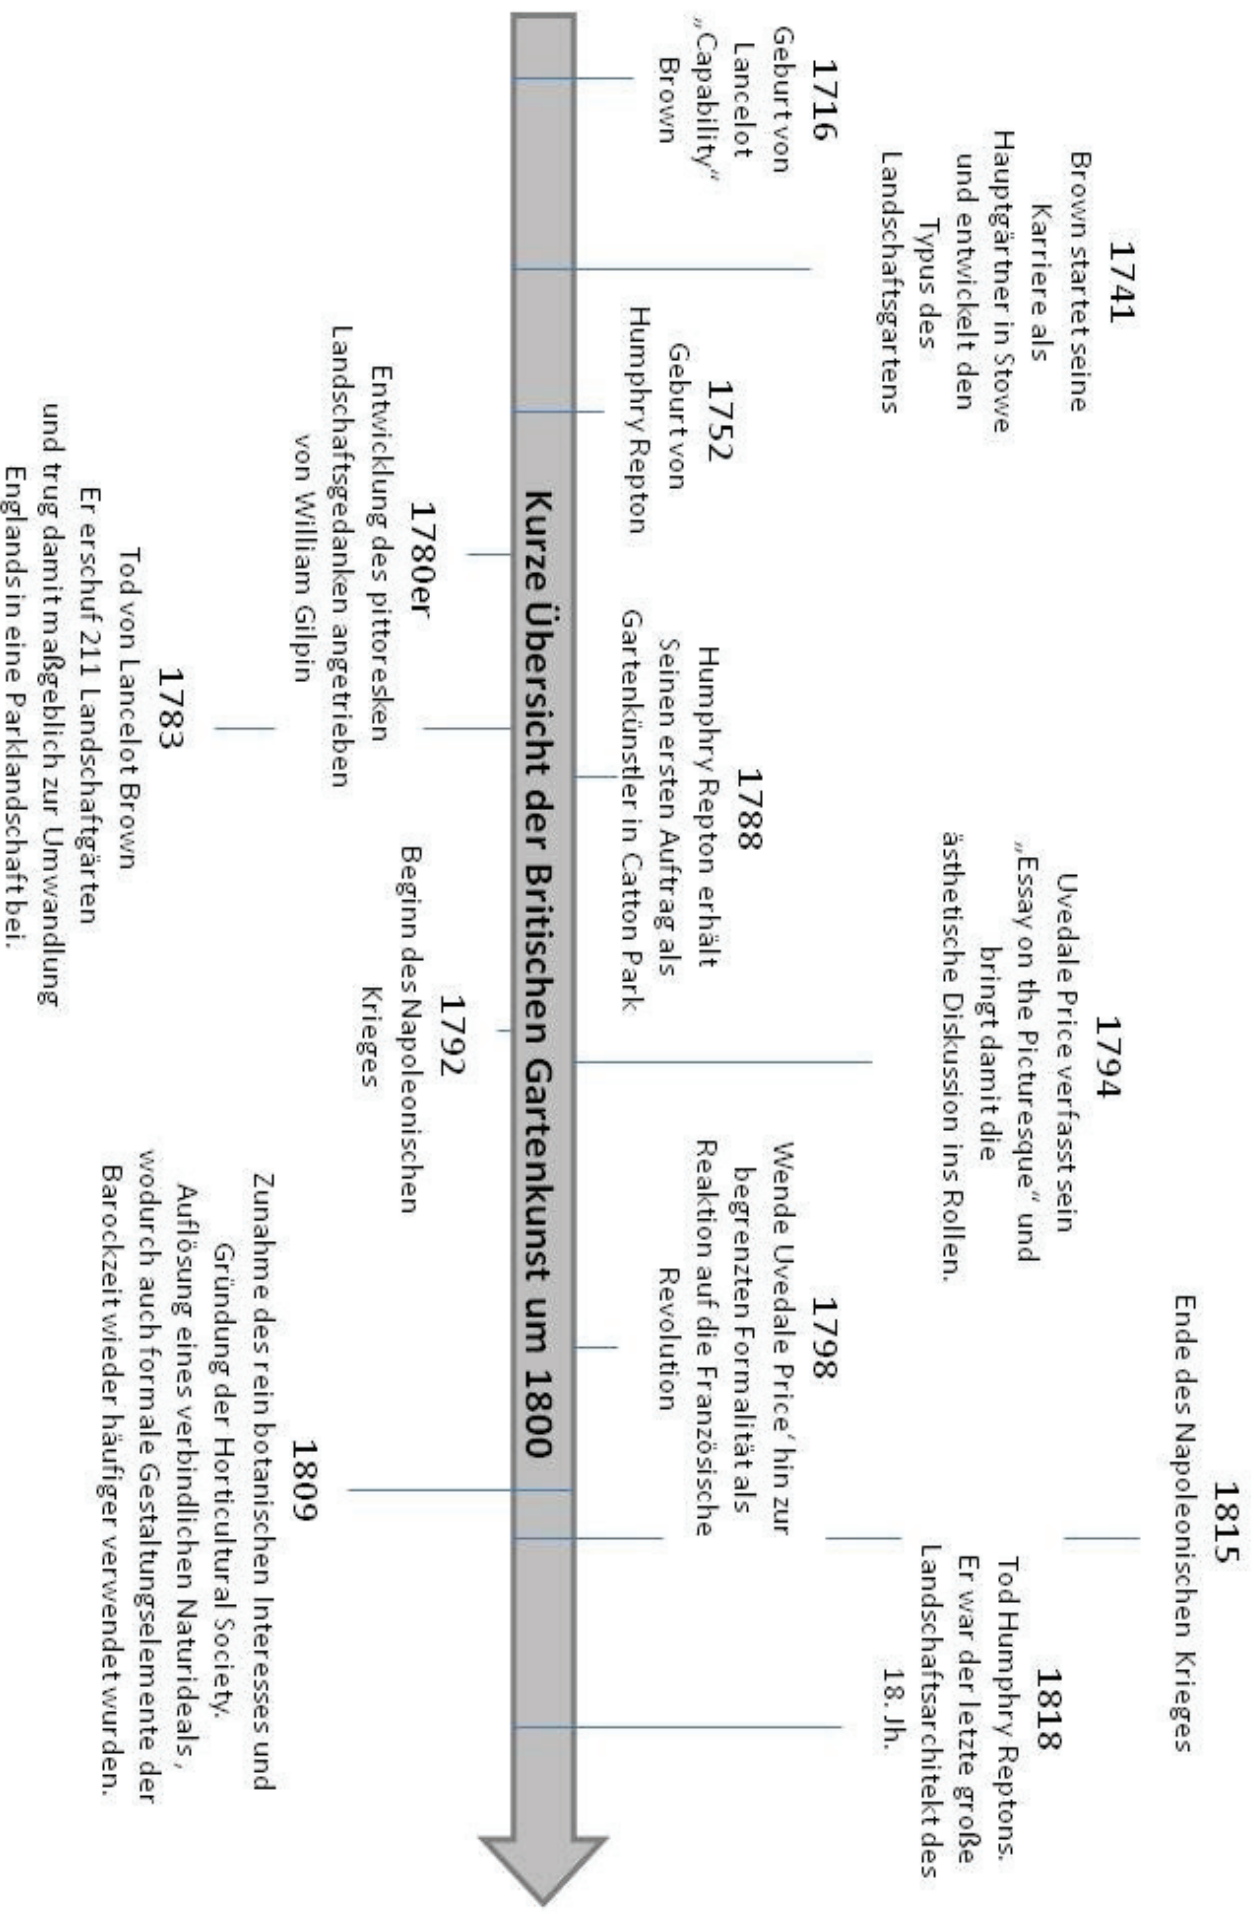 1716
Geburt von
Lancelot
„Capability“
Brown
1741
Brown startet seine
Karriere als
Hauptgärtner in Stowe
und entwickelt den
Typus des
Landschaftsgartens
1752
Geburt von
Humphry Repton
1780er
Entwicklung des pittoresken
Landschaftsgedanken angetrieben
von William Gilpin
1783
Tod von Lancelot Brown
Er erschuf 211 Landschaftgärten
und trug damit maßgeblich zur Umwandlung
Englands in eine Parklandschaft bei.
Kurze Übersicht der Britischen Gartenkunst um 1800
1788
Humphry Repton erhält
Seinen ersten Auftrag als
Gartenkünstler in Catton Park
1792
Beginn des Napoleonischen
Krieges
1794
Uvedale Price verfasst sein
„Essay on the Picturesque“ und
bringt damit die
ästhetische Diskussion ins Rollen.
1798
Wende Uvedale Price’ hin zur
begrenzten Formalität als
Reaktion auf die Französische
Revolution
1809
Zunahme des rein botanischen Interesses und
Gründung der Horticultural Society.
Auflösung eines verbindlichen Naturideals ,
wodurch auch formale Gestaltungselemente der
Barockzeit wieder häufiger verwendet wurden.
1815
Ende des Napoleonischen Krieges
1818
Tod Humphry Reptons.
Er war der letzte große
Landschaftsarchitekt des
18. Jh.